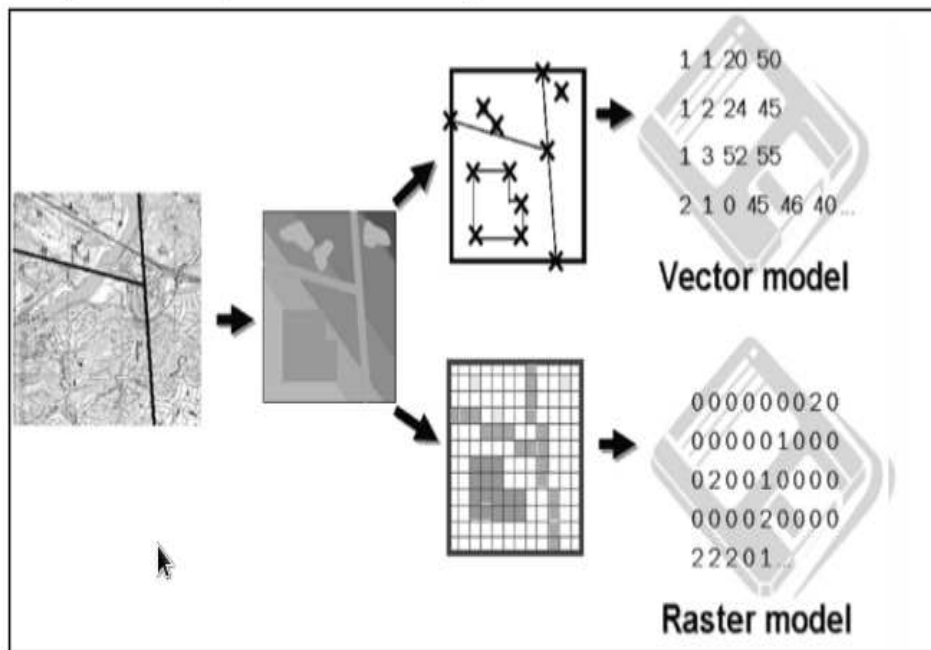 1 1 20 50
1 2 24 45
1 3 52 55
2 1 0 45 46 40...
Vector model
000000020
000001000
020010000
000020000
22201...
Raster model